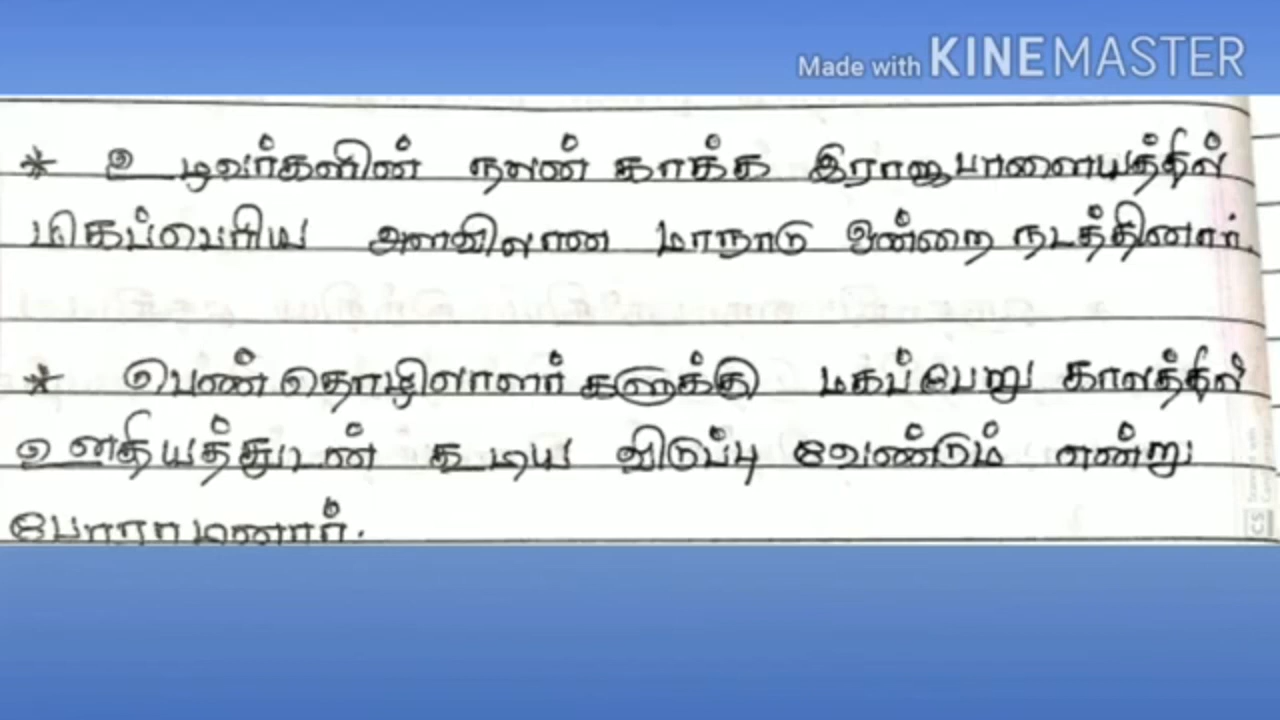 Made with KINEMASTER
* உழவர்களின் நலன் காக்க இராஜபாளையத்தில்
மிகப்பெரிய அளவிலான மாநாடு ஒன்றை நடத்தினார்.
* பெண் தொழிலாளர்களுக்கு மகப்பேறு காலத்தில்
ஊதியத்துடன் கூடிய விடுப்பு வேண்டும் என்று
போராடினார்.